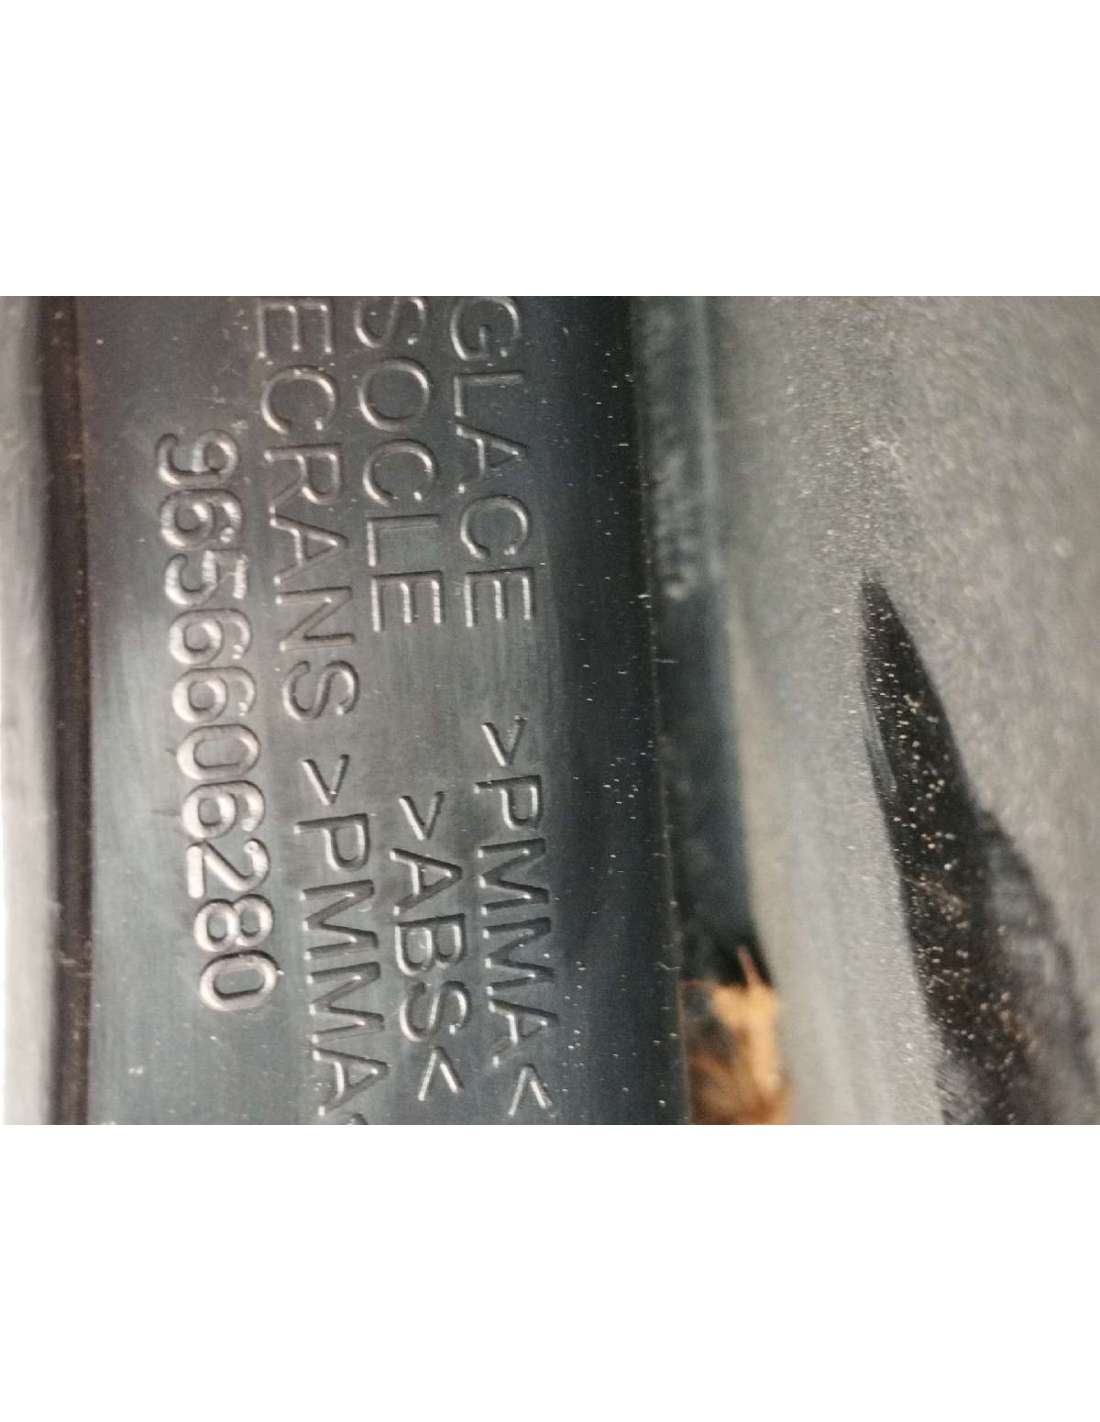 GLACE >PMMA<
SOCLE >ABS<
ECRANS >PMMA<
9656606280